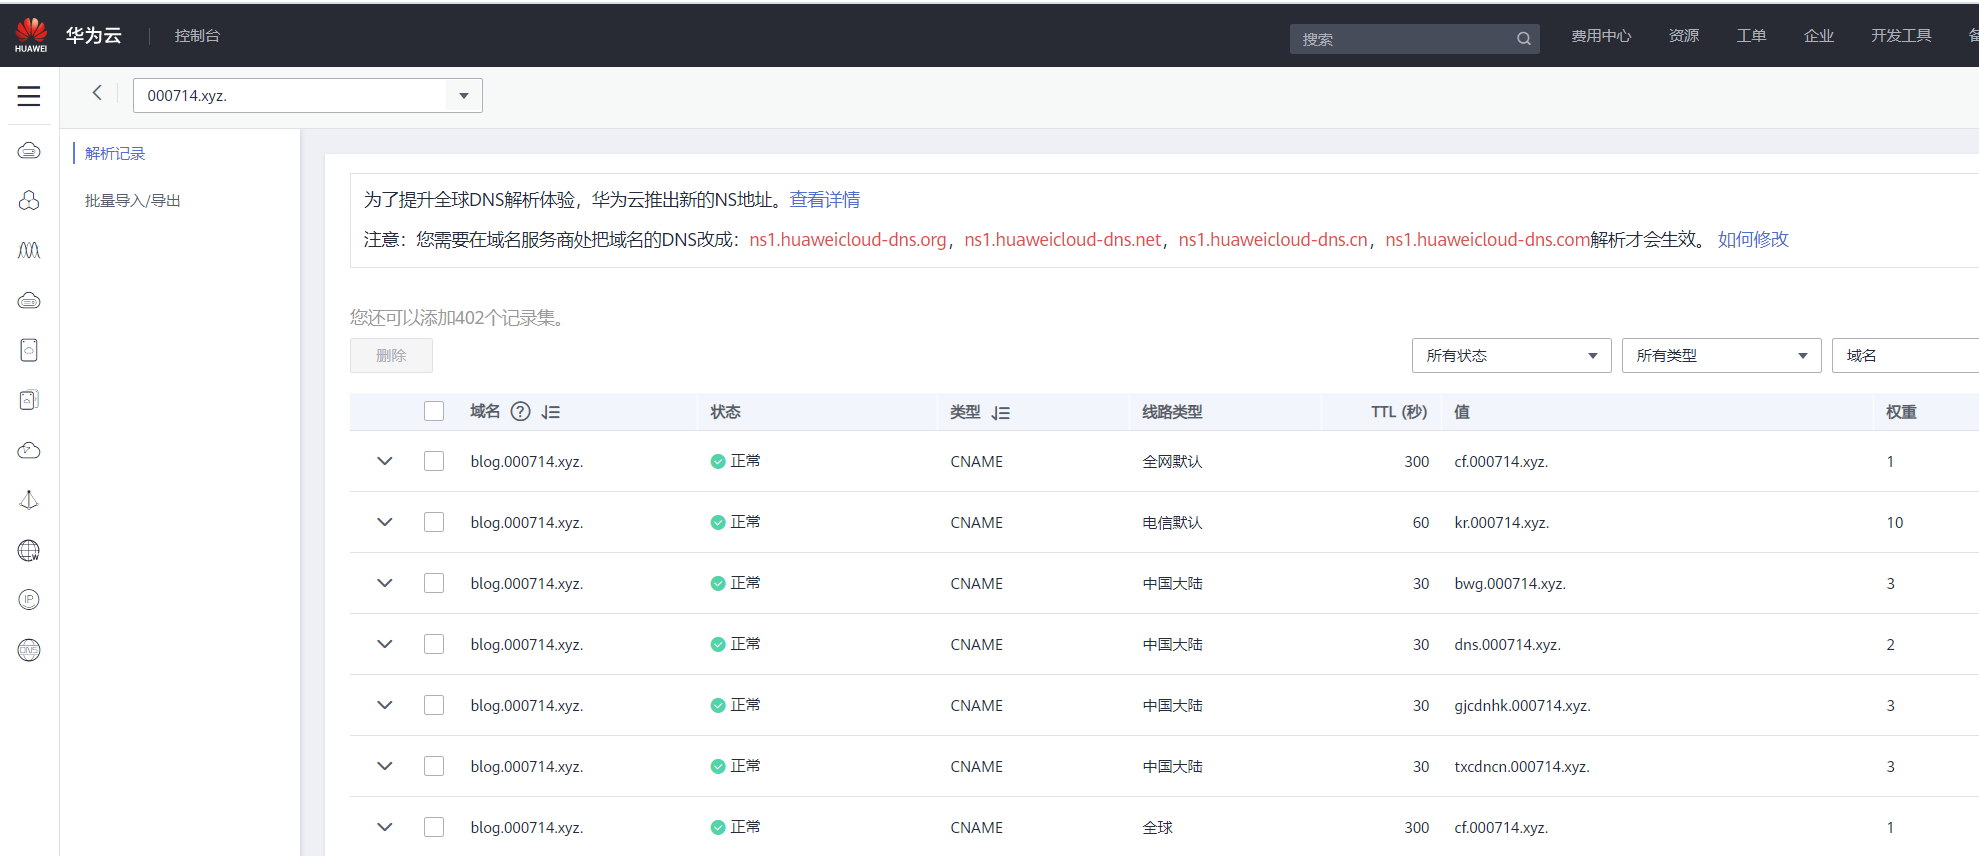 HUAWEI 华为云 控制台 搜索 费用中心 资源 工单 企业 开发工具
000714.xyz.
解析记录
批量导入/导出
为了提升全球DNS解析体验，华为云推出新的NS地址。查看详情
注意：您需要在域名服务商处把域名的DNS改成：ns1.huaweicloud-dns.org，ns1.huaweicloud-dns.net，ns1.huaweicloud-dns.cn，ns1.huaweicloud-dns.com解析才会生效。 如何修改
您还可以添加402个记录集。
删除 所有状态 所有类型 域名
域名 ? 状态 类型 线路类型 TTL (秒) 值 权重
blog.000714.xyz. 正常 CNAME 全网默认 300 cf.000714.xyz. 1
blog.000714.xyz. 正常 CNAME 电信默认 60 kr.000714.xyz. 10
blog.000714.xyz. 正常 CNAME 中国大陆 30 bwg.000714.xyz. 3
blog.000714.xyz. 正常 CNAME 中国大陆 30 dns.000714.xyz. 2
blog.000714.xyz. 正常 CNAME 中国大陆 30 gjcdnhk.000714.xyz. 3
blog.000714.xyz. 正常 CNAME 中国大陆 30 txcdncn.000714.xyz. 3
blog.000714.xyz. 正常 CNAME 全球 300 cf.000714.xyz. 1
W
IP
DNS